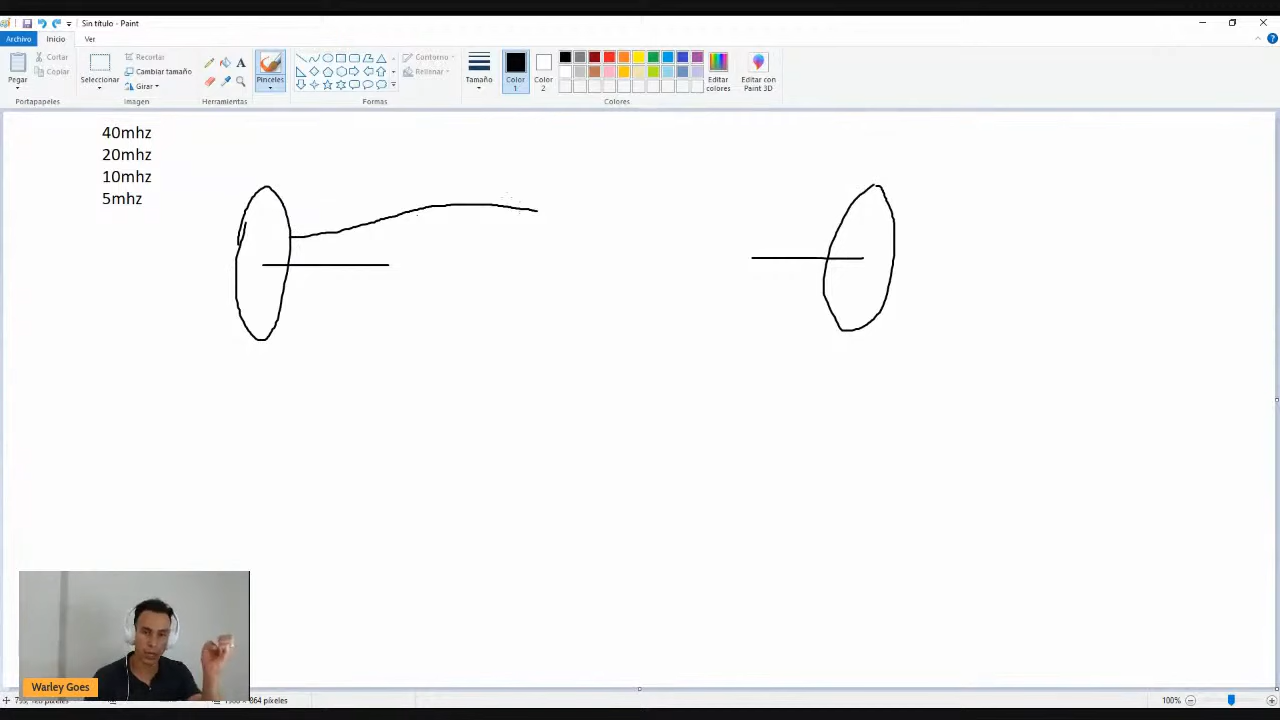 Sin título - Paint
Archivo Inicio Ver
Pegar
Cortar
Copiar
Portapapeles
Seleccionar
Recortar
Cambiar tamaño
Girar
Imagen
Herramientas
Pinceles
Contorno
Rellenar
Formas
Tamaño
Color 1
Color 2
Editar colores
Editar con Paint 3D
Colores
40mhz
20mhz
10mhz
5mhz
Warley Goes
100%